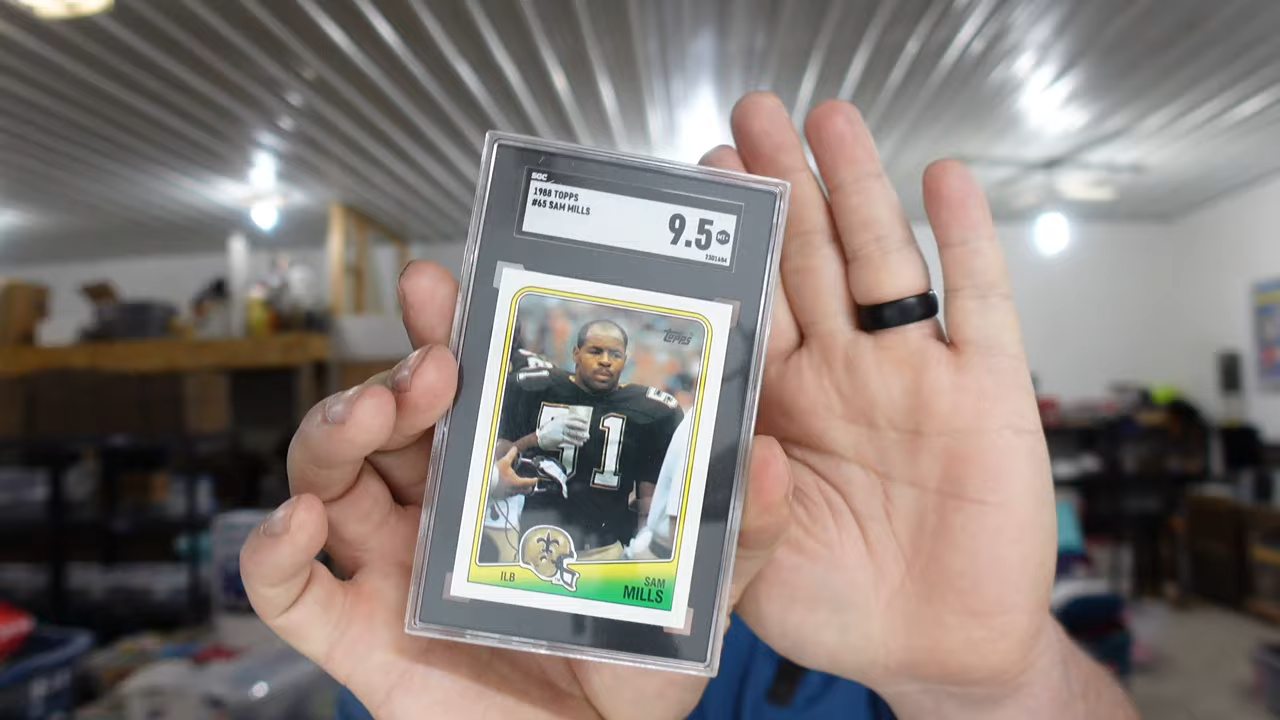 SGC
1988 TOPPS
#65 SAM MILLS
9.5
MT+
TOPPS
51
ILB
SAM
MILLS